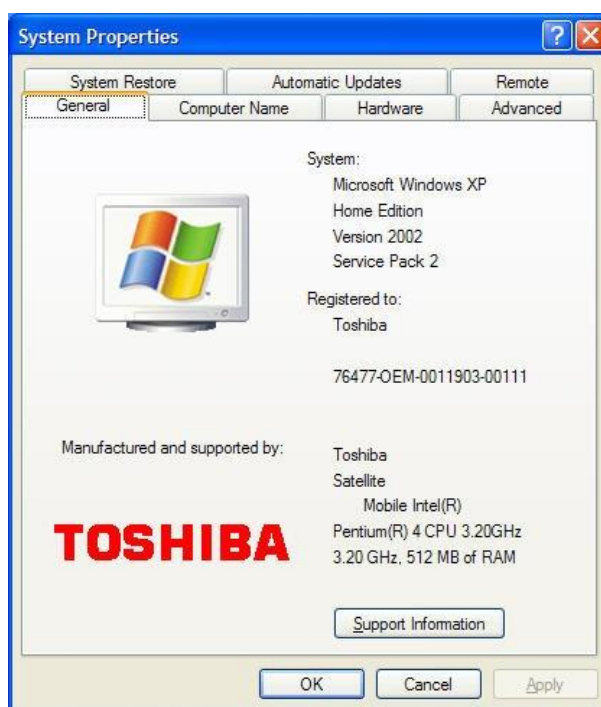 System Properties
System Restore Automatic Updates Remote
General Computer Name Hardware Advanced
System:
Microsoft Windows XP
Home Edition
Version 2002
Service Pack 2
Registered to:
Toshiba
76477-OEM-0011903-00111
Manufactured and supported by:
TOSHIBA
Toshiba
Satellite
Mobile Intel(R)
Pentium(R) 4 CPU 3.20GHz
3.20 GHz, 512 MB of RAM
Support Information
OK Cancel Apply